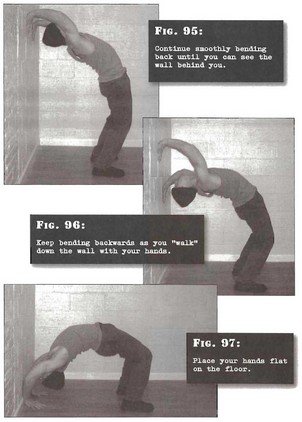 FIG. 95:
Continue smoothly bending
back until you can see the
wall behind you.
FIG. 96:
Keep bending backwards as you "walk"
down the wall with your hands.
FIG. 97:
Place your hands flat
on the floor.